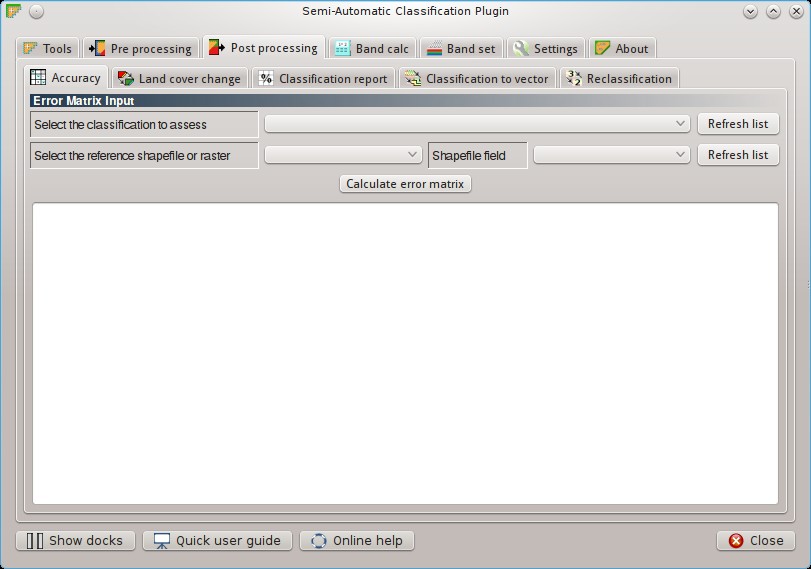 Semi-Automatic Classification Plugin
Tools Pre processing Post processing Band calc Band set Settings About
Accuracy Land cover change Classification report Classification to vector Reclassification
Error Matrix Input
Select the classification to assess Refresh list
Select the reference shapefile or raster Shapefile field Refresh list
Calculate error matrix
Show docks Quick user guide Online help Close